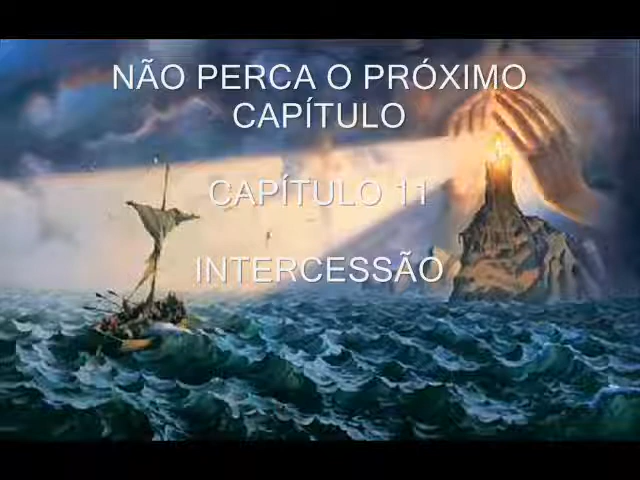 NÃO PERCA O PRÓXIMO
CAPÍTULO
CAPÍTULO 11
INTERCESSÃO